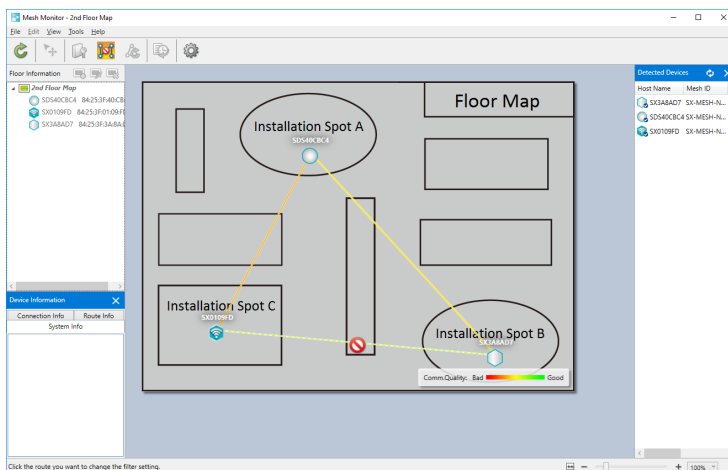 Mesh Monitor - 2nd Floor Map
File Edit View Tools Help
Floor Information
2nd Floor Map
SDS40CBC4 84:25:3F:40:CB:
SX0109FD 84:25:3F:01:09:F
SX3A8AD7 84:25:3F:3A:8A:
Device Information
Connection Info Route Info
System Info
Floor Map
Installation Spot A
SDS40CBC4
Installation Spot C
SX0109FD
Installation Spot B
SX3A8AD7
Comm.Quality: Bad Good
Detected Devices
Host Name Mesh ID
SX3A8AD7 SX-MESH-N...
SDS40CBC4 SX-MESH-N...
SX0109FD SX-MESH-N...
Click the route you want to change the filter setting.
100%